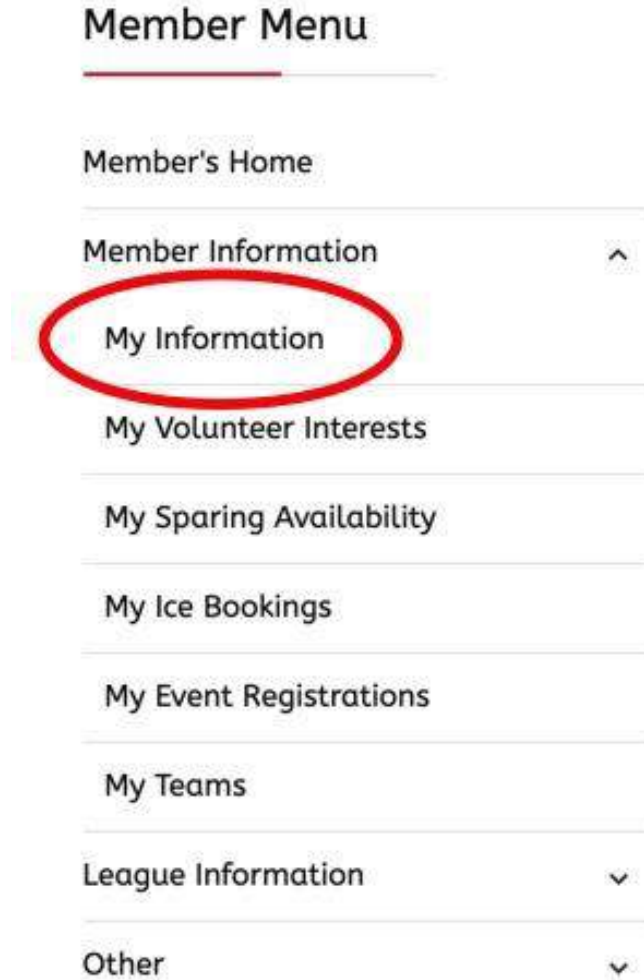 Member Menu
Member's Home
Member Information
My Information
My Volunteer Interests
My Sparing Availability
My Ice Bookings
My Event Registrations
My Teams
League Information
Other